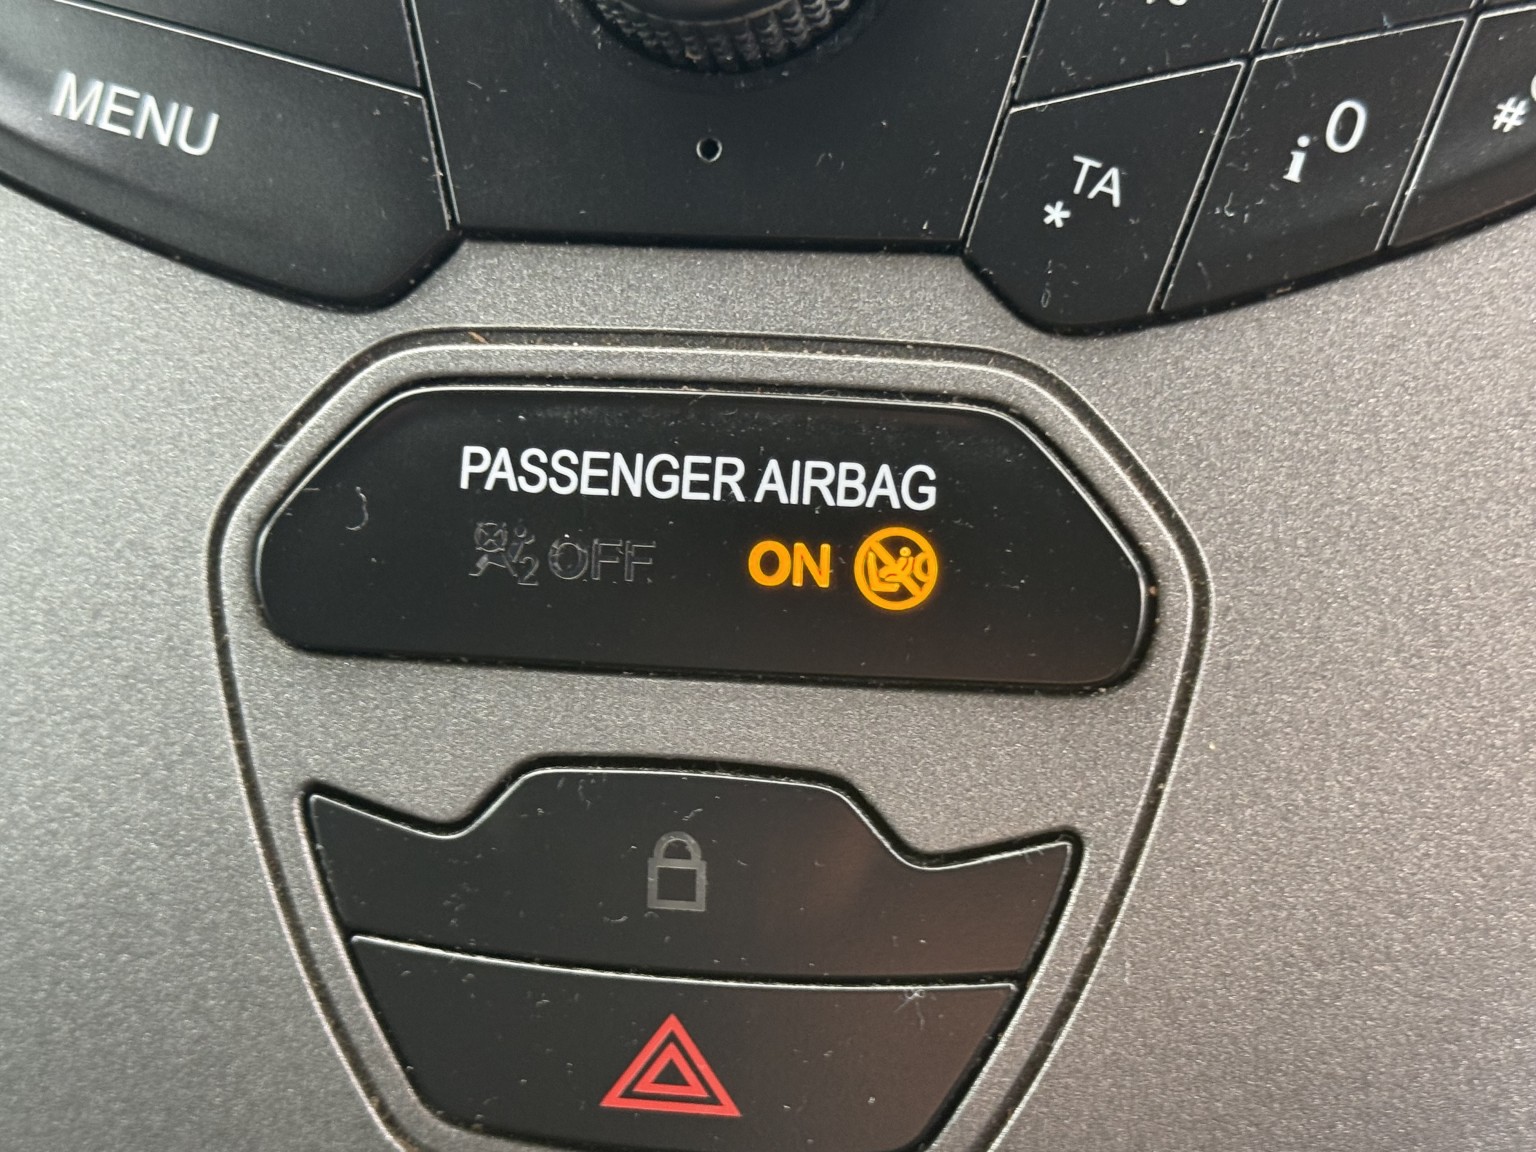 MENU
TA
*
i 0
#
PASSENGER AIRBAG
2 OFF ON